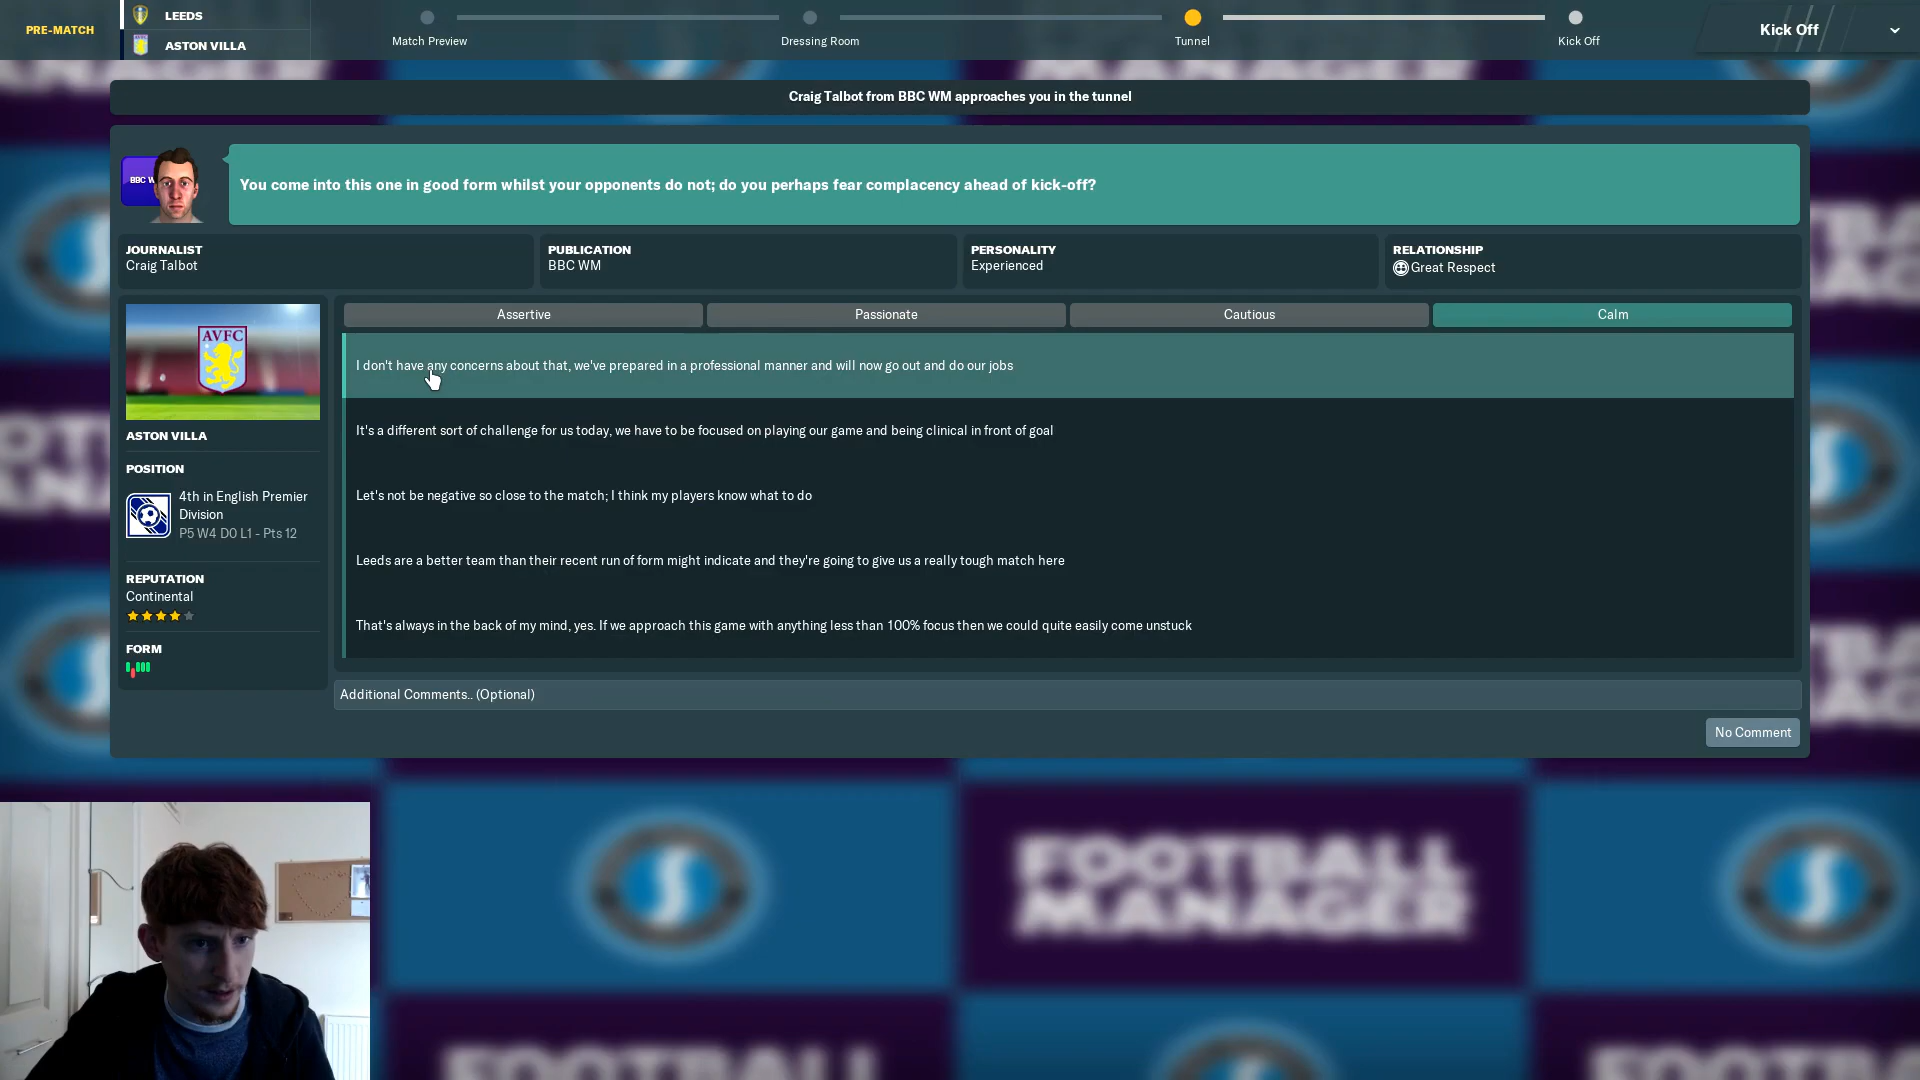 PRE-MATCH
LEEDS
ASTON VILLA
Match Preview
Dressing Room
Tunnel
Kick Off
Kick Off
Craig Talbot from BBC WM approaches you in the tunnel
BBC W
You come into this one in good form whilst your opponents do not; do you perhaps fear complacency ahead of kick-off?
JOURNALIST
Craig Talbot
PUBLICATION
BBC WM
PERSONALITY
Experienced
RELATIONSHIP
Great Respect
AVFC
ASTON VILLA
POSITION
4th in English Premier
Division
P5 W4 D0 L1 - Pts 12
REPUTATION
Continental
FORM
Assertive
Passionate
Cautious
Calm
I don't have any concerns about that, we've prepared in a professional manner and will now go out and do our jobs
It's a different sort of challenge for us today, we have to be focused on playing our game and being clinical in front of goal
Let's not be negative so close to the match; I think my players know what to do
Leeds are a better team than their recent run of form might indicate and they're going to give us a really tough match here
That's always in the back of my mind, yes. If we approach this game with anything less than 100% focus then we could quite easily come unstuck
Additional Comments.. (Optional)
No Comment
FOOTBALL
MANAGER